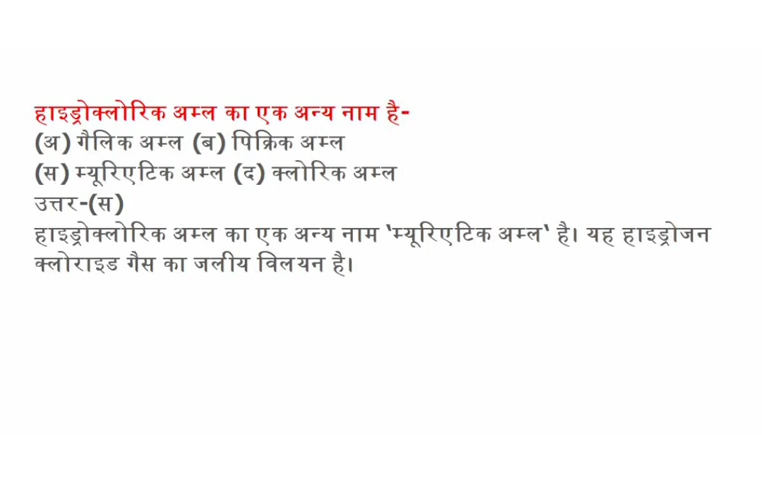 हाइड्रोक्लोरिक अम्ल का एक अन्य नाम है-
(अ) गैलिक अम्ल (ब) पिक्रिक अम्ल
(स) म्यूरिएटिक अम्ल (द) क्लोरिक अम्ल
उत्तर-(स)
हाइड्रोक्लोरिक अम्ल का एक अन्य नाम ‘म्यूरिएटिक अम्ल‘ है। यह हाइड्रोजन
क्लोराइड गैस का जलीय विलयन है।